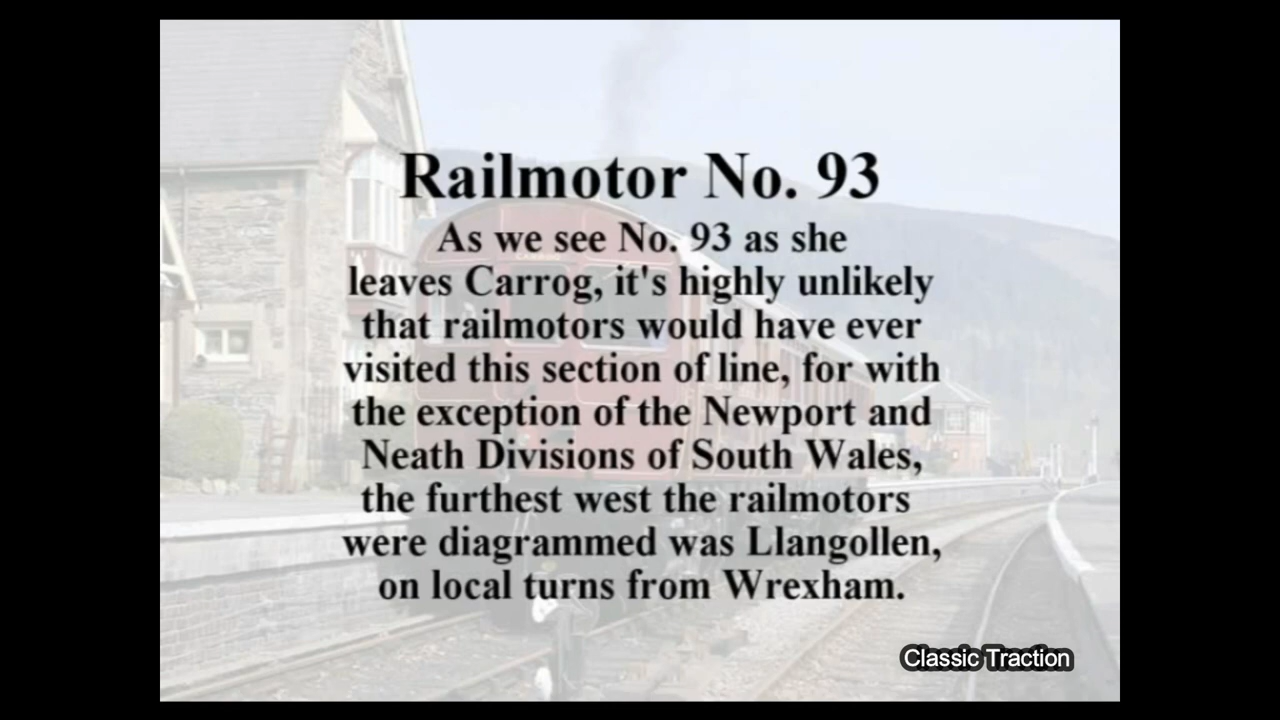 Railmotor No. 93
As we see No. 93 as she
leaves Carrog, it's highly unlikely
that railmotors would have ever
visited this section of line, for with
the exception of the Newport and
Neath Divisions of South Wales,
the furthest west the railmotors
were diagrammed was Llangollen,
on local turns from Wrexham.
Classic Traction